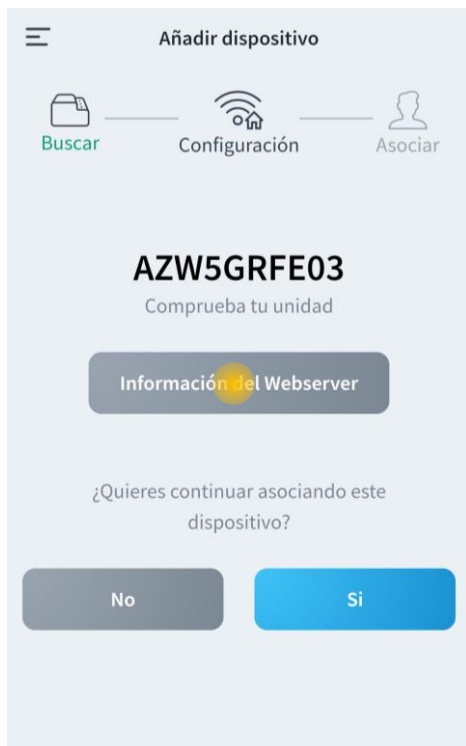 Añadir dispositivo
Buscar
Configuración
Asociar
AZW5GRFE03
Comprueba tu unidad
Información del Webserver
¿Quieres continuar asociando este
dispositivo?
No
Si